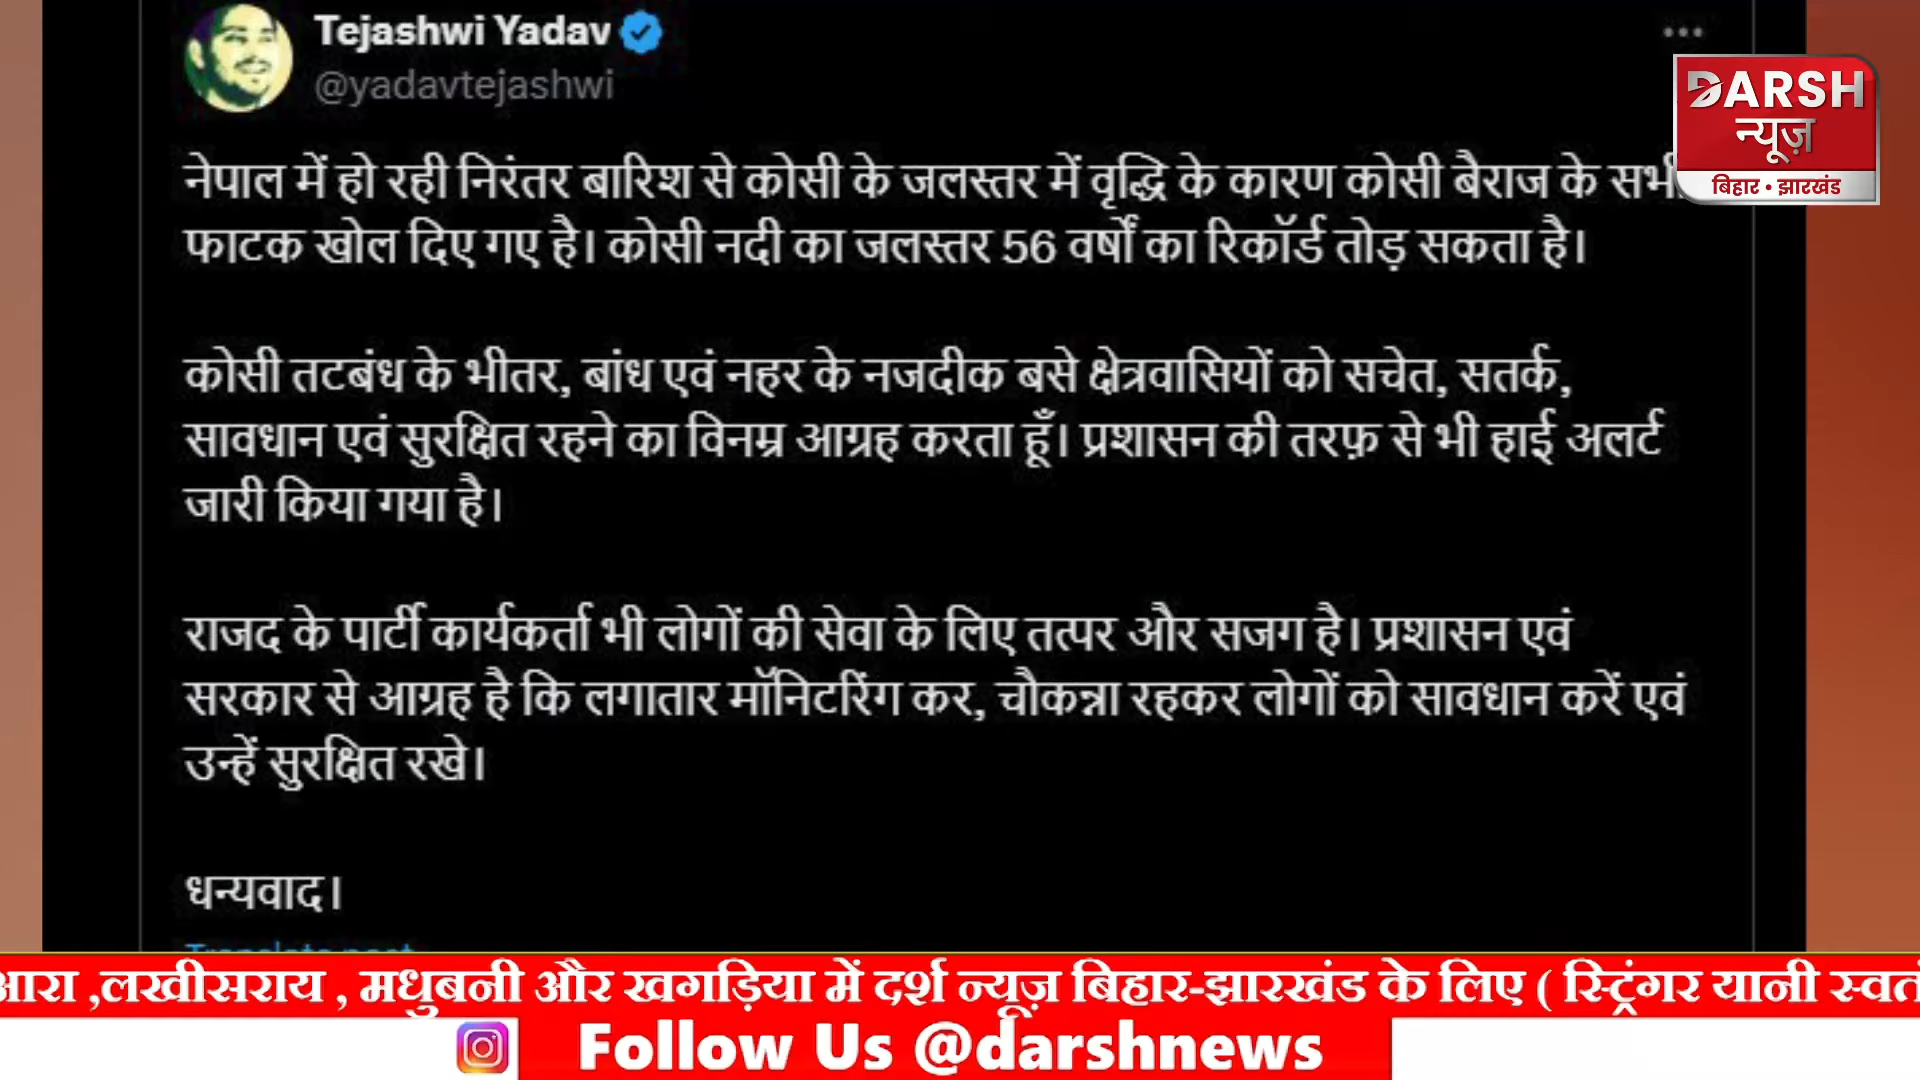 Tejashwi Yadav
@yadavtejashwi
DARSH
न्यूज़
बिहार • झारखंड
नेपाल में हो रही निरंतर बारिश से कोसी के जलस्तर में वृद्धि के कारण कोसी बैराज के सभी
फाटक खोल दिए गए है। कोसी नदी का जलस्तर 56 वर्षों का रिकॉर्ड तोड़ सकता है।
कोसी तटबंध के भीतर, बांध एवं नहर के नजदीक बसे क्षेत्रवासियों को सचेत, सतर्क,
सावधान एवं सुरक्षित रहने का विनम्र आग्रह करता हूँ। प्रशासन की तरफ़ से भी हाई अलर्ट
जारी किया गया है।
राजद के पार्टी कार्यकर्ता भी लोगों की सेवा के लिए तत्पर और सजग है। प्रशासन एवं
सरकार से आग्रह है कि लगातार मॉनिटरिंग कर, चौकन्ना रहकर लोगों को सावधान करें एवं
उन्हें सुरक्षित रखे।
धन्यवाद।
Translate post
आरा ,लखीसराय , मधुबनी और खगड़िया में दर्श न्यूज़ बिहार-झारखंड के लिए ( स्ट्रिंगर यानी
Follow Us @darshnews